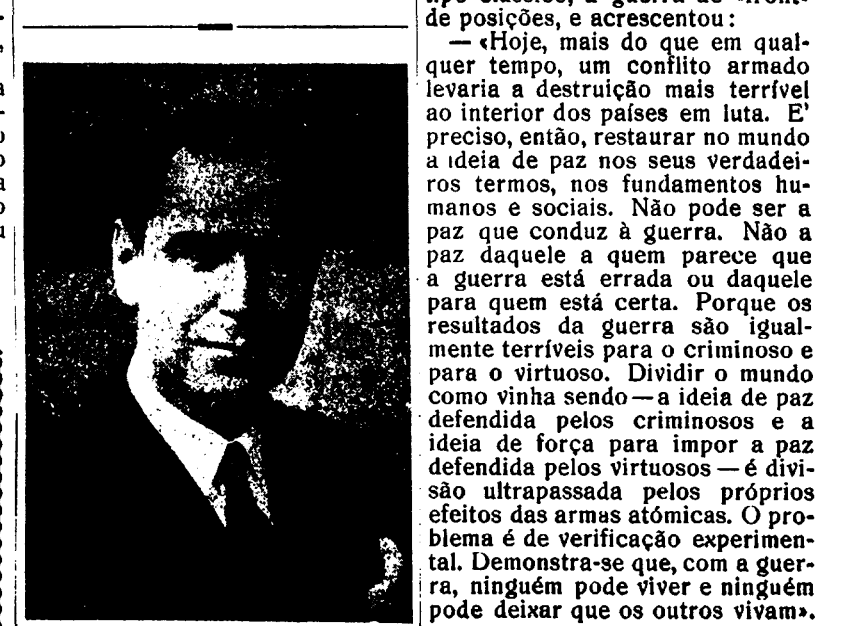 de posições, e acrescentou:
— «Hoje, mais do que em qual-
quer tempo, um conflito armado
levaria a destruição mais terrível
ao interior dos países em luta. E'
preciso, então, restaurar no mundo
a ideia de paz nos seus verdadei-
ros termos, nos fundamentos hu-
manos e sociais. Não pode ser a
paz que conduz à guerra. Não a
paz daquele a quem parece que
a guerra está errada ou daquele
para quem está certa. Porque os
resultados da guerra são igual-
mente terríveis para o criminoso e
para o virtuoso. Dividir o mundo
como vinha sendo—a ideia de paz
defendida pelos criminosos e a
ideia de força para impor a paz
defendida pelos virtuosos — é divi-
são ultrapassada pelos próprios
efeitos das armas atómicas. O pro-
blema é de verificação experimen-
tal. Demonstra-se que, com a guer-
ra, ninguém pode viver e ninguém
pode deixar que os outros vivam».